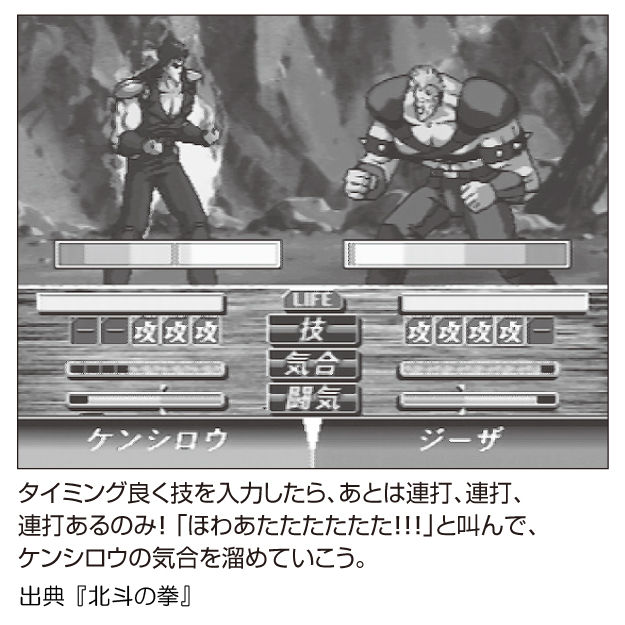 LIFE
－ － 攻 攻 攻 技 攻 攻 攻 攻 －
気合
闘気
ケンシロウ ジーザ
タイミング良く技を入力したら、あとは連打、連打、
連打あるのみ！「ほわあたたたたたた!!!」と叫んで、
ケンシロウの気合を溜めていこう。
出典『北斗の拳』